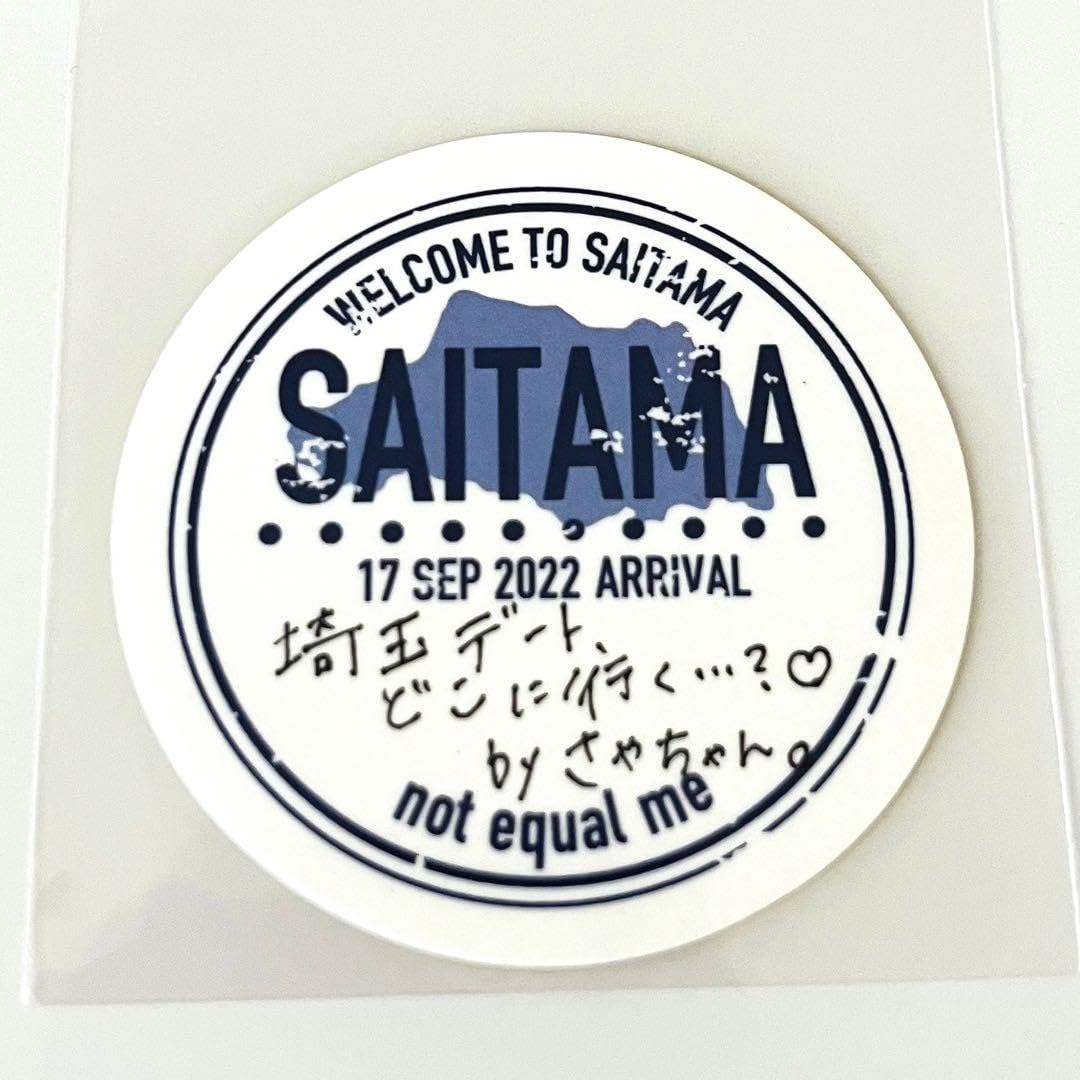 WELCOME TO SAITAMA
SAITAMA
17 SEP 2022 ARRIVAL
埼玉デート、
どこに行く…?♡
by さやちゃん。
not equal me